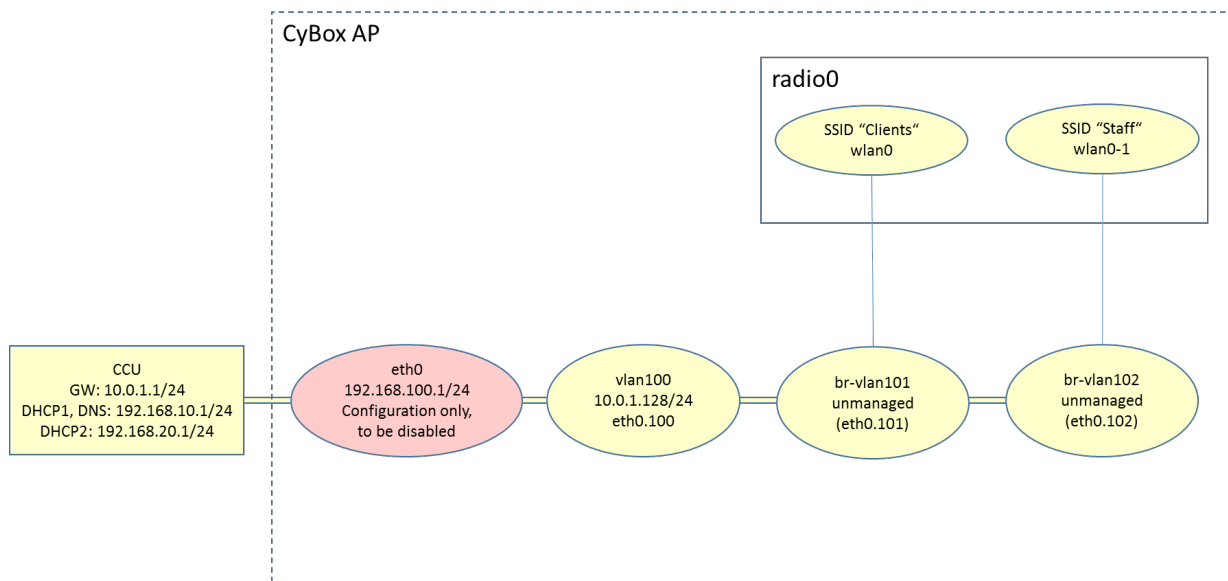 CyBox AP
radio0
SSID “Clients“
wlan0
SSID “Staff“
wlan0-1
CCU
GW: 10.0.1.1/24
DHCP1, DNS: 192.168.10.1/24
DHCP2: 192.168.20.1/24
eth0
192.168.100.1/24
Configuration only,
to be disabled
vlan100
10.0.1.128/24
eth0.100
br-vlan101
unmanaged
(eth0.101)
br-vlan102
unmanaged
(eth0.102)